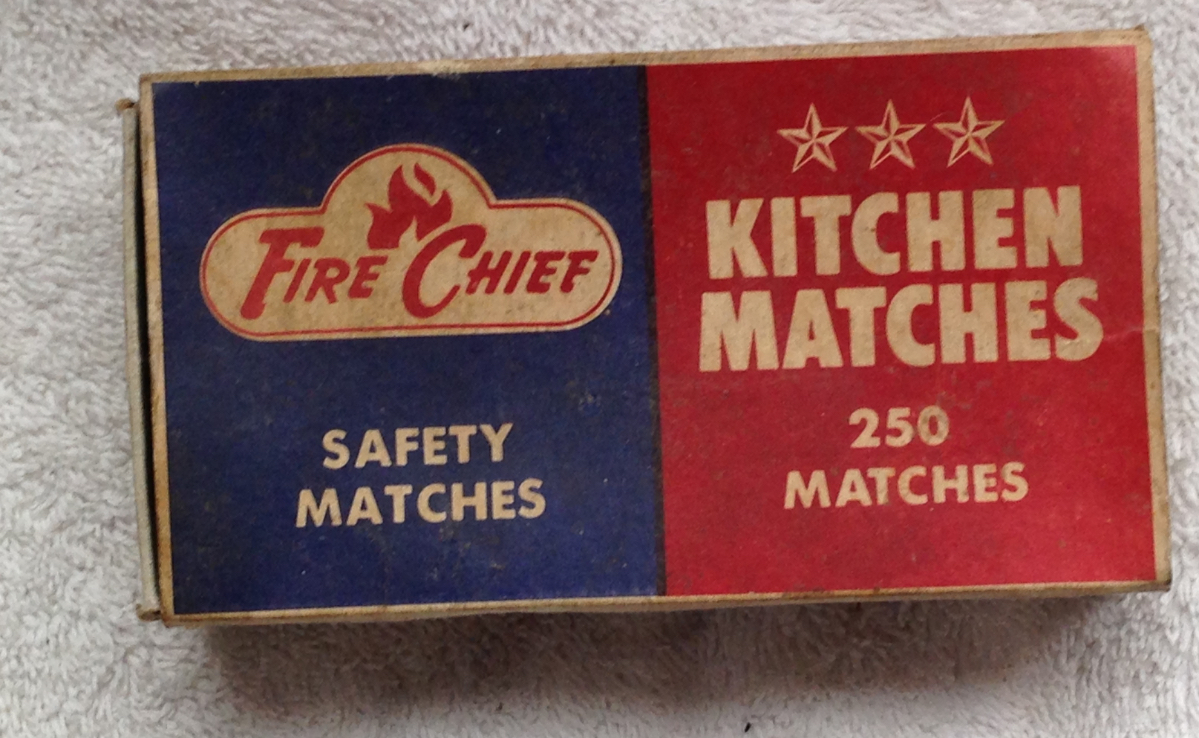 FIRE CHIEF
SAFETY
MATCHES
KITCHEN
MATCHES
250
MATCHES